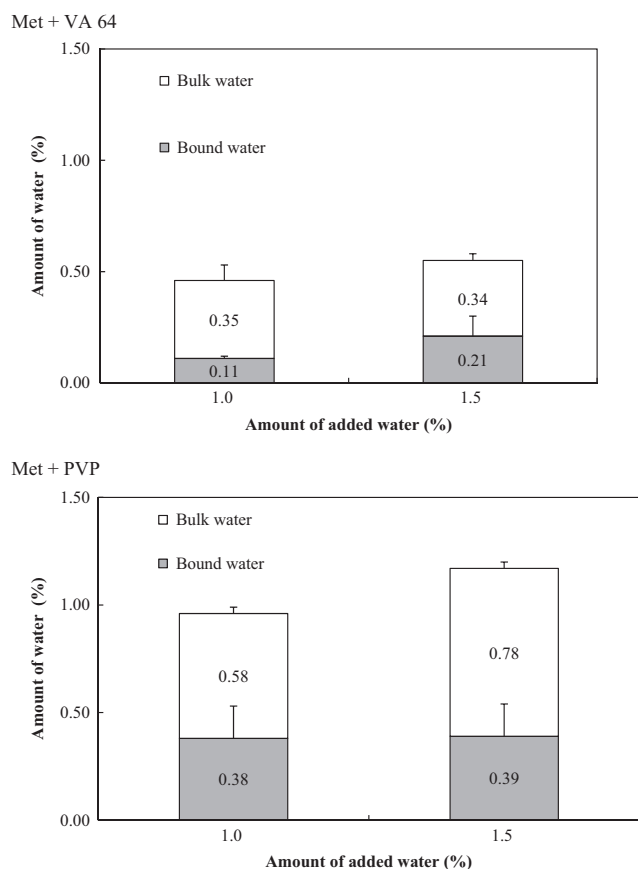 Met + VA 64
1.50
Bulk water
1.00
Bound water
Amount of water (%)
0.50
0.35
0.34
0.11
0.21
0.00
1.0
1.5
Amount of added water (%)
Met + PVP
1.50
Bulk water
Bound water
1.00
Amount of water (%)
0.58
0.78
0.50
0.38
0.39
0.00
1.0
1.5
Amount of added water (%)